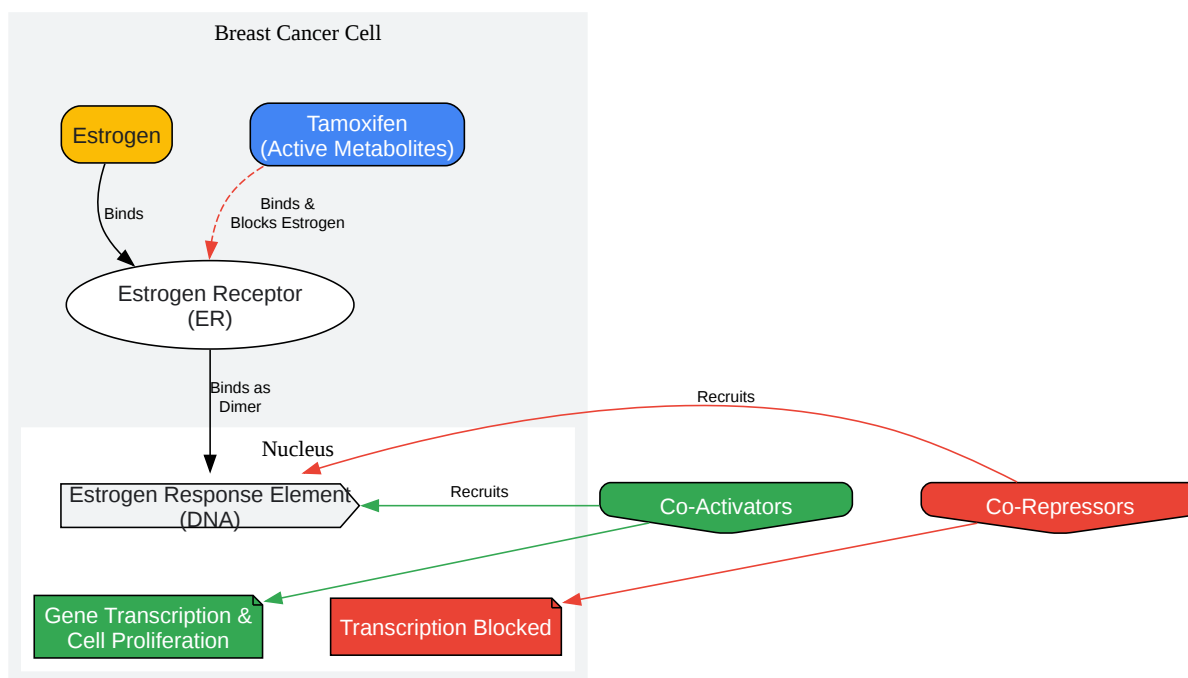 Breast Cancer Cell
Estrogen
Tamoxifen
(Active Metabolites)
Binds
Binds &
Blocks Estrogen
Estrogen Receptor
(ER)
Binds as
Dimer
Recruits
Nucleus
Estrogen Response Element
(DNA)
Recruits
Co-Activators
Co-Repressors
Gene Transcription &
Cell Proliferation
Transcription Blocked